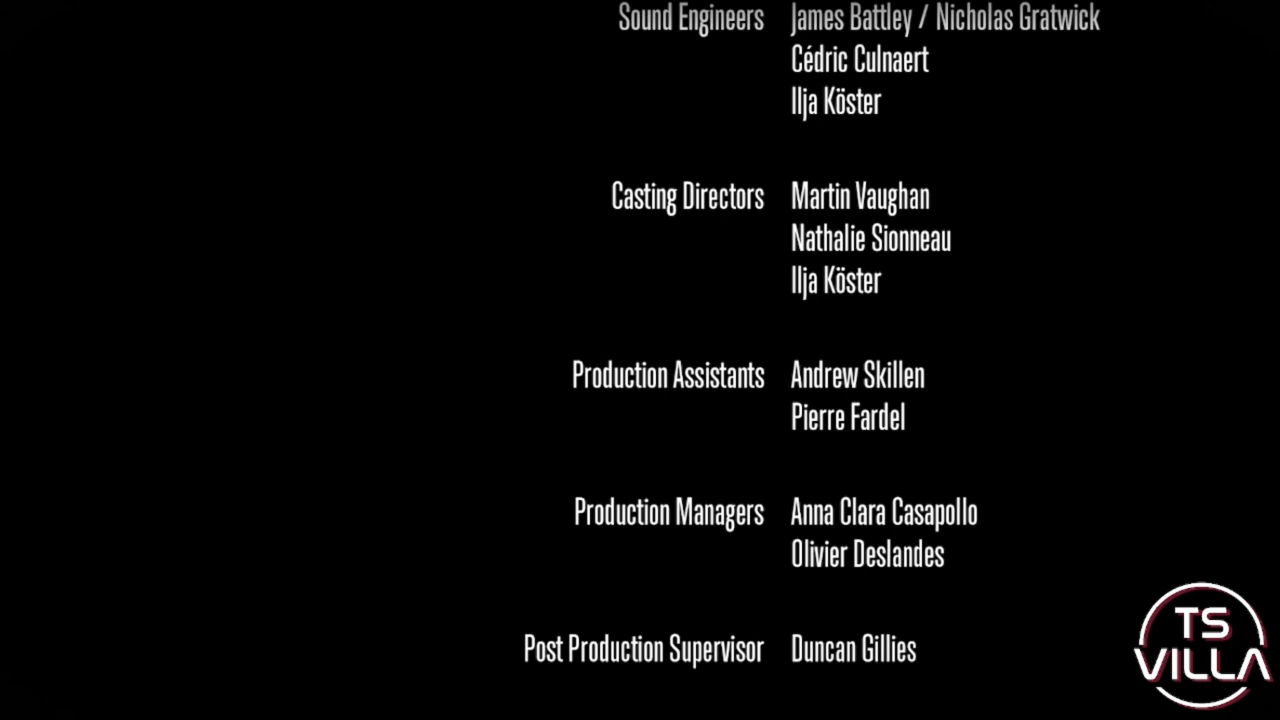 Sound Engineers James Battley / Nicholas Gratwick
Cédric Culnaert
Ilja Köster
Casting Directors Martin Vaughan
Nathalie Sionneau
Ilja Köster
Production Assistants Andrew Skillen
Pierre Fardel
Production Managers Anna Clara Casapollo
Olivier Deslandes
Post Production Supervisor Duncan Gillies
TS
VILLA